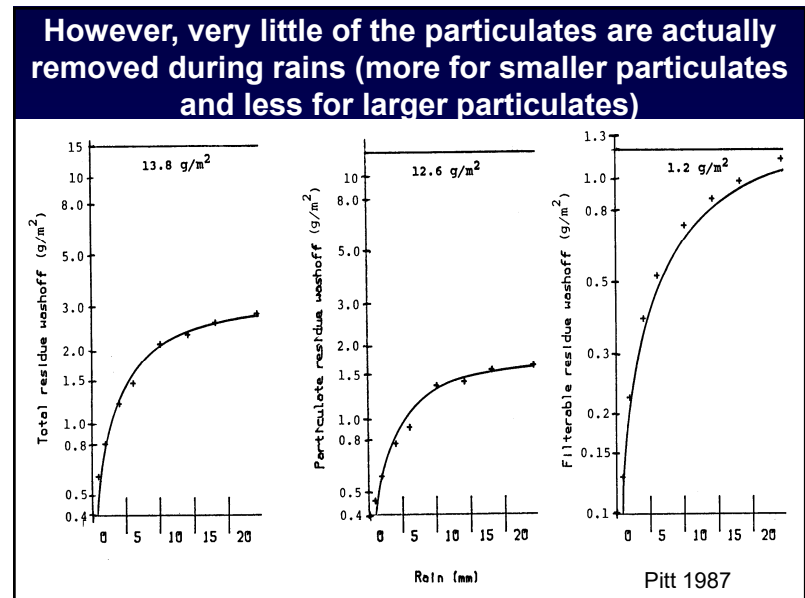 However, very little of the particulates are actually
removed during rains (more for smaller particulates
and less for larger particulates)
Total residue washoff (g/m²)
15
8.0
5.0
3.0
2.0
1.5
1.0
0.8
0.5
0.4
13.8 g/m²
0 5 10 15 20
Particulate residue washoff (g/m²)
10
8.0
5.0
3.0
2.0
1.5
1.0
0.8
0.5
0.4
12.6 g/m²
0 5 10 15 20
Rain (mm)
Filterable residue washoff (g/m²)
1.3
1.0
0.8
0.5
0.3
0.2
0.15
0.1
1.2 g/m²
0 5 10 15 20
Pitt 1987